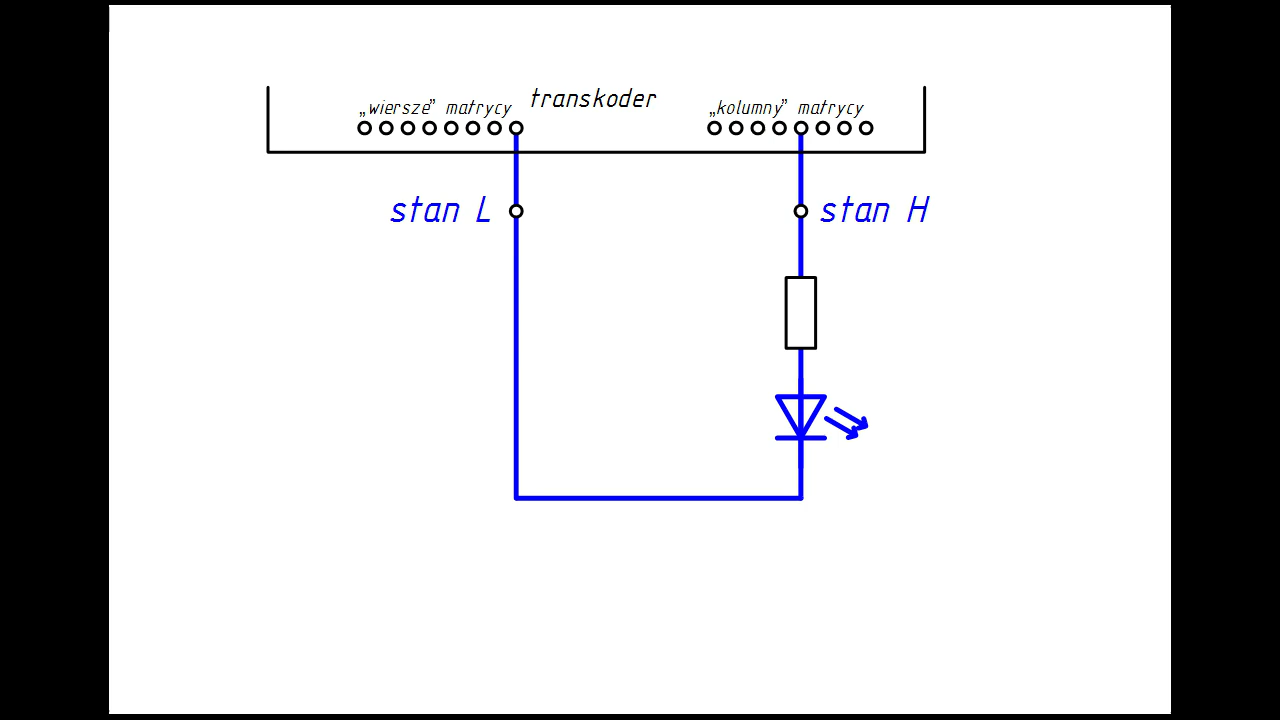 transkoder
„wiersze” matrycy
„kolumny” matrycy
stan L
stan H